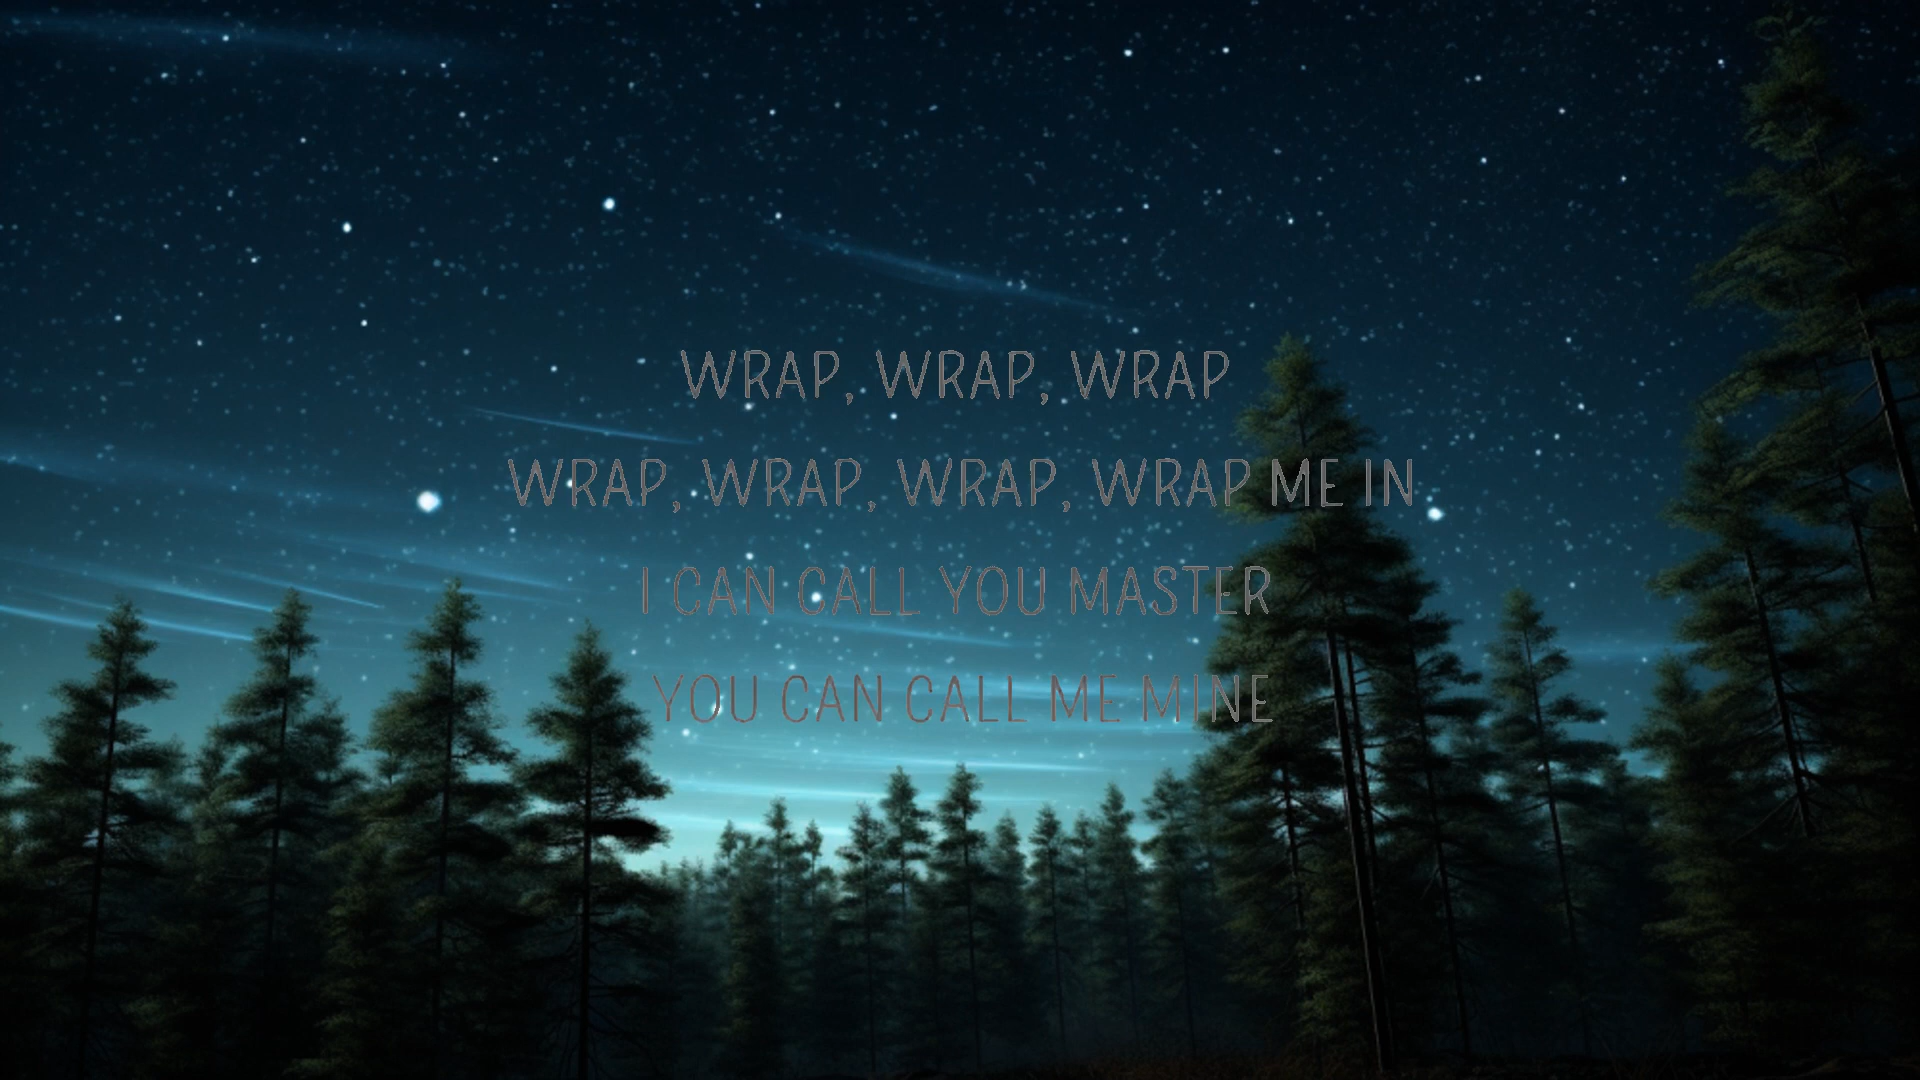 WRAP, WRAP, WRAP
WRAP, WRAP, WRAP, WRAP ME IN
I CAN CALL YOU MASTER
YOU CAN CALL ME MINE